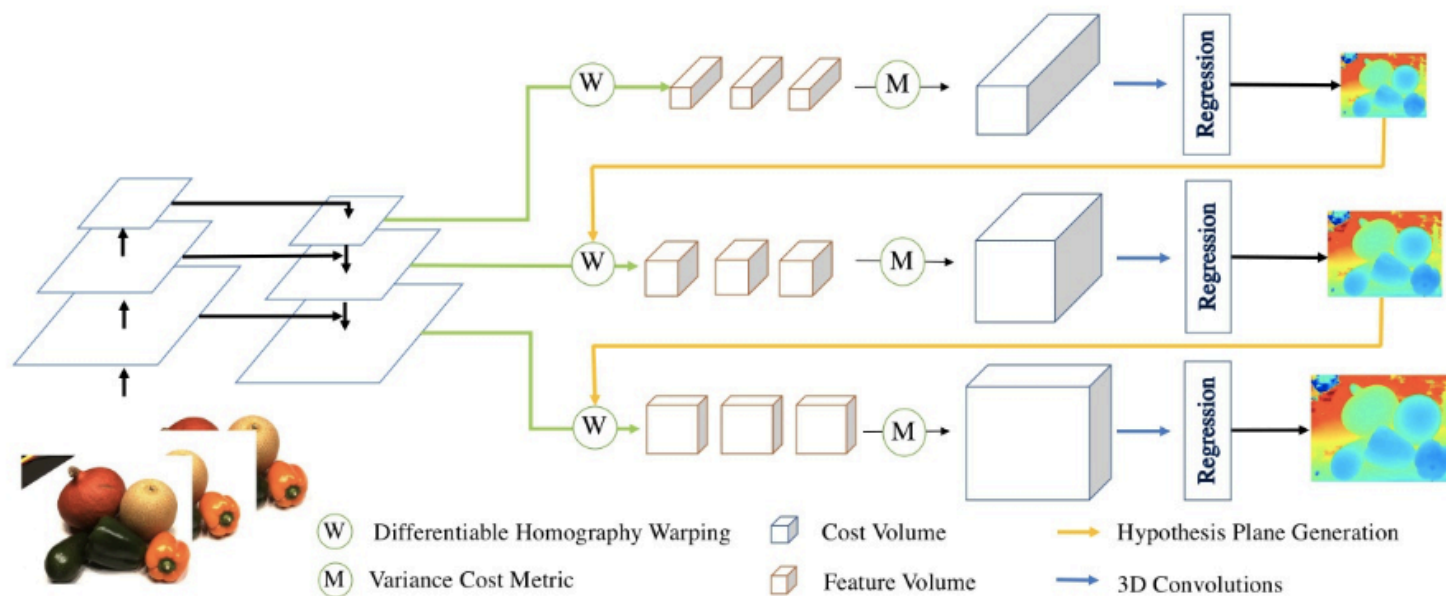 W
M
Regression
W
M
Regression
W
M
Regression
W Differentiable Homography Warping
Cost Volume
Hypothesis Plane Generation
M Variance Cost Metric
Feature Volume
3D Convolutions